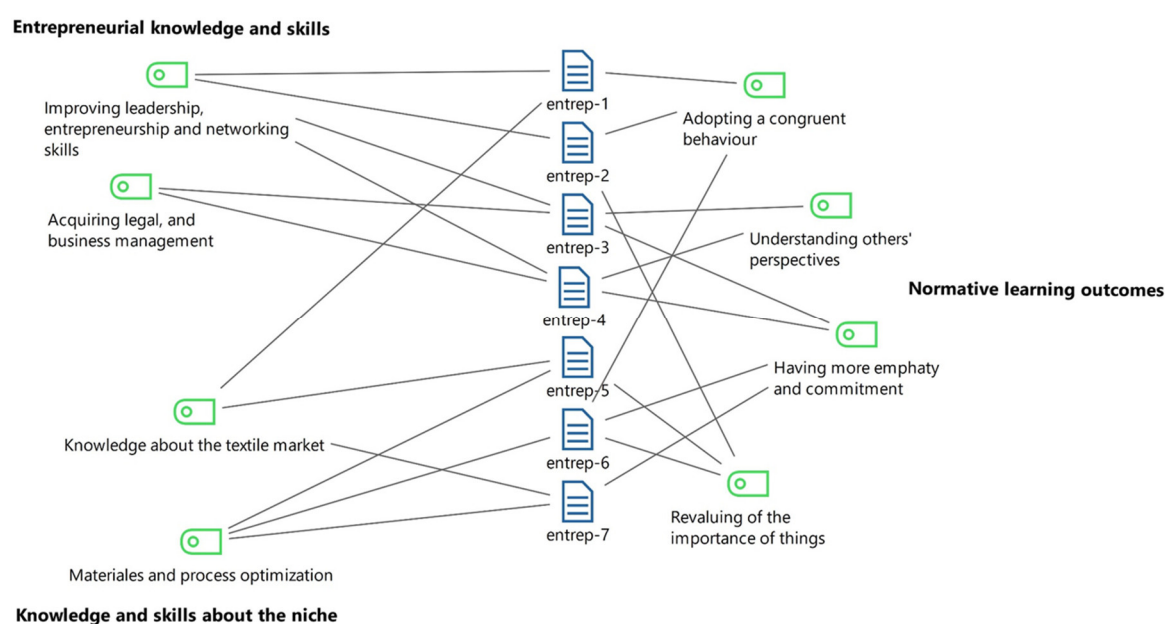 Entrepreneurial knowledge and skills
Improving leadership,
entrepreneurship and networking
skills
Acquiring legal, and
business management
Knowledge about the textile market
Materiales and process optimization
Knowledge and skills about the niche
entrep-1
entrep-2
entrep-3
entrep-4
entrep-5
entrep-6
entrep-7
Adopting a congruent
behaviour
Understanding others'
perspectives
Normative learning outcomes
Having more emphaty
and commitment
Revaluing of the
importance of things